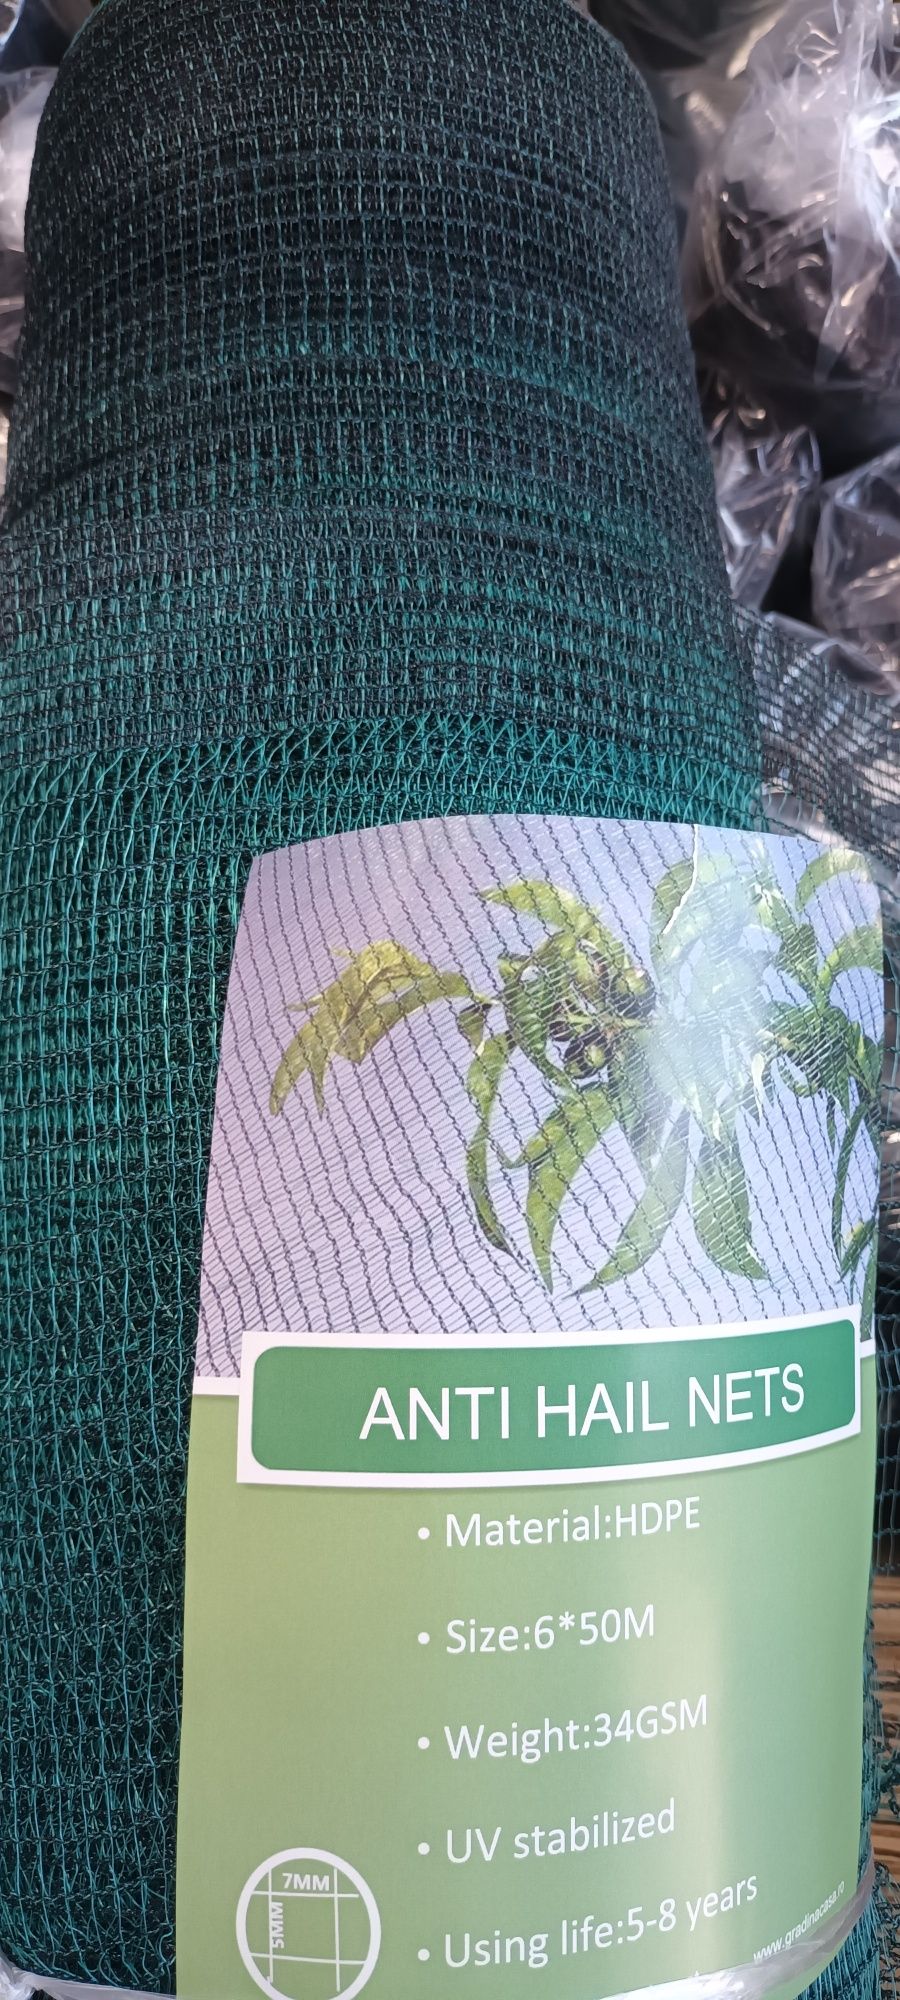 ANTI HAIL NETS
• Material:HDPE
• Size:6*50M
• Weight:34GSM
• UV stabilized
• Using life:5-8 years
7MM
5MM
www.gradinacasa.ro